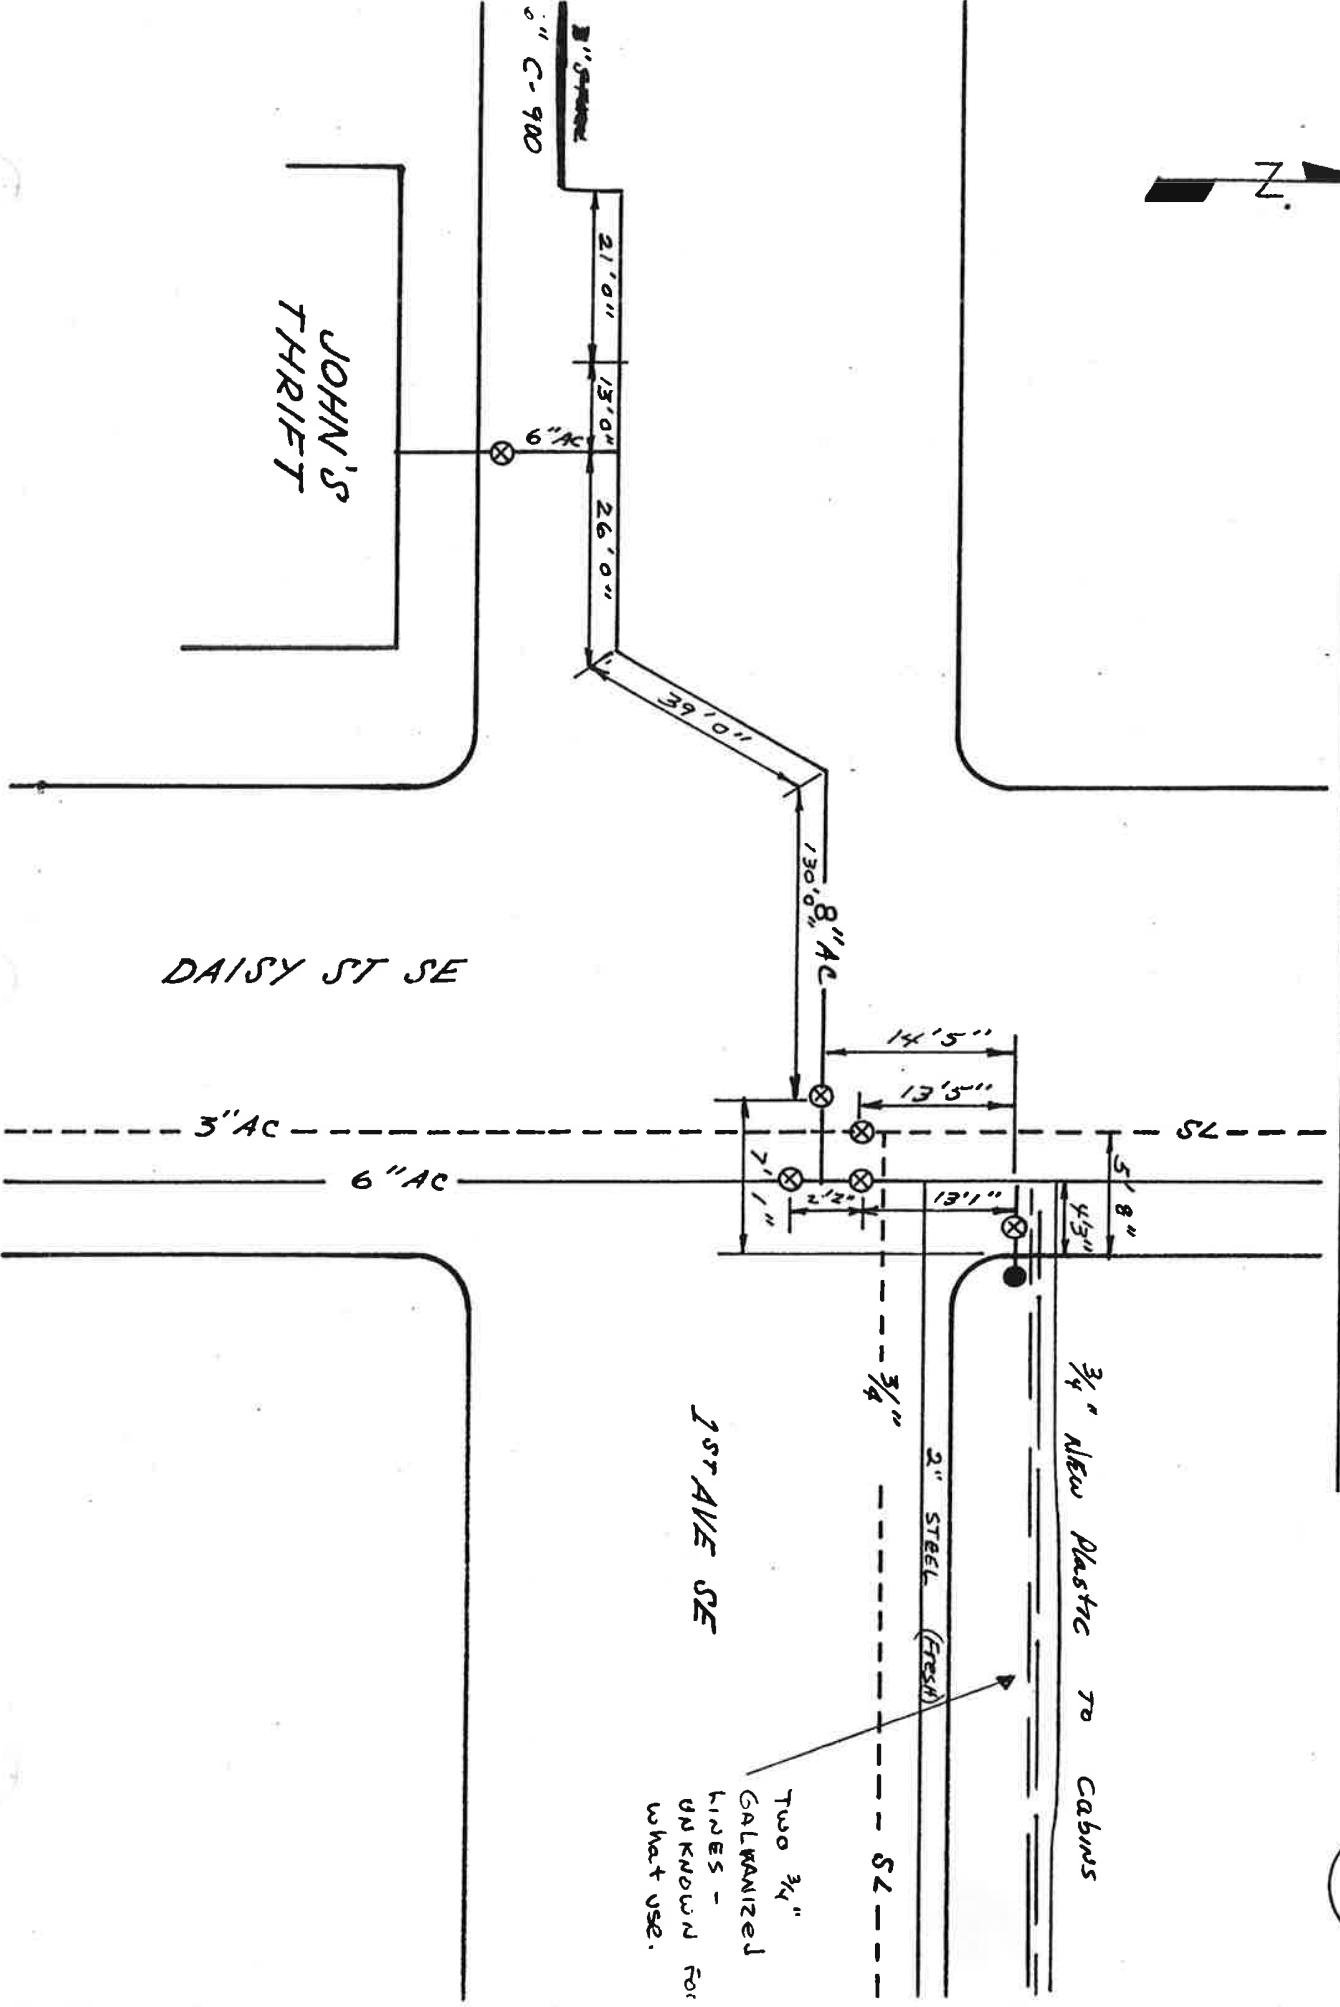 N.
C-900
21'0"
13'0"
6"AC
26'0"
39'0"
130'0"
8"AC
JOHN'S
THRIFT
DAISY ST SE
14'5"
13'5"
3"AC
SL
6"AC
7'1"
2'2"
13'1"
5'8"
4'3"
3/4"
2" STEEL (Fresh)
3/4" NEW Plastic TO Cabins
1ST AVE SE
SL
TWO 3/4"
GALVANIZED
LINES -
UNKNOWN FOR
what use.